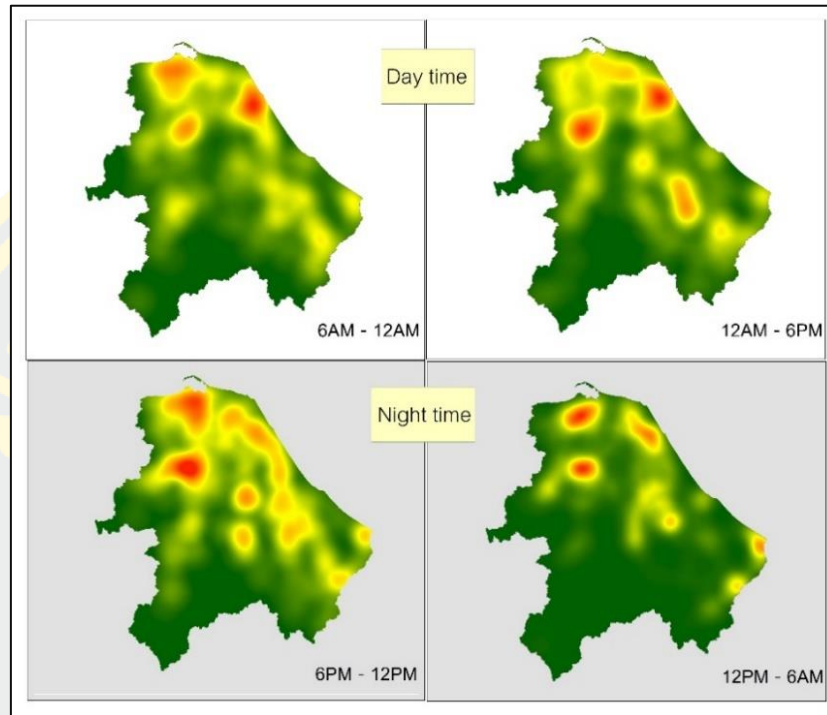 Day time
6AM - 12AM
12AM - 6PM
Night time
6PM - 12PM
12PM - 6AM